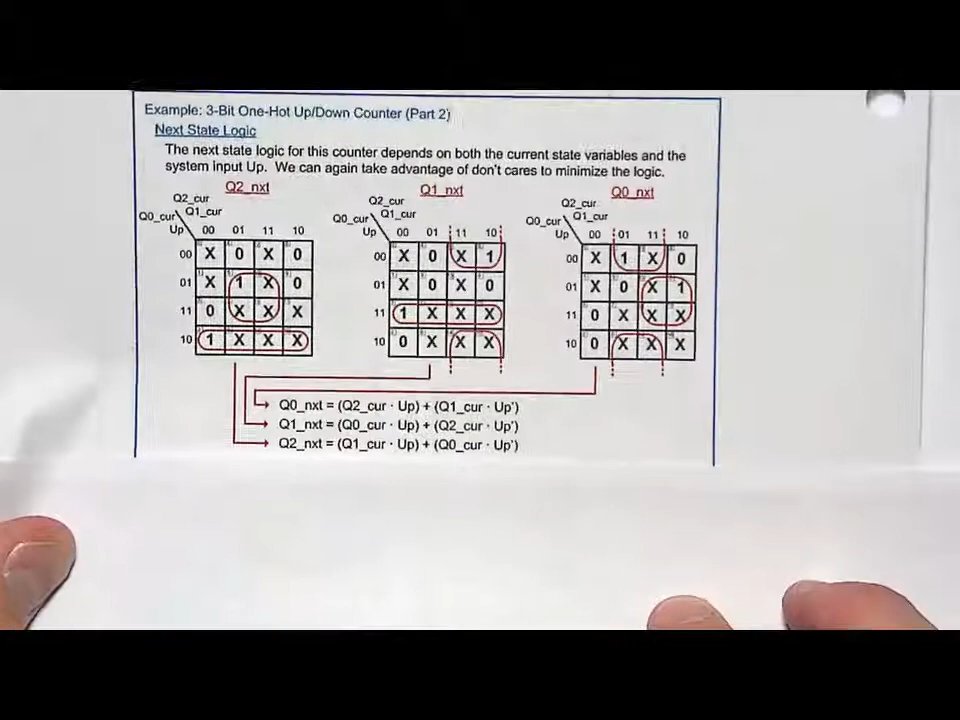 Example: 3-Bit One-Hot Up/Down Counter (Part 2)
Next State Logic
The next state logic for this counter depends on both the current state variables and the
system input Up. We can again take advantage of don't cares to minimize the logic.
Q2_nxt Q1_nxt Q0_nxt
Q2_cur Q2_cur Q2_cur
Q0_cur Q1_cur Q0_cur Q1_cur Q0_cur Q1_cur
Up 00 01 11 10 Up 00 01 11 10 Up 00 01 11 10
00 X 0 X 0 00 X 0 X 1 00 X 1 X 0
01 X 1 X 0 01 X 0 X 0 01 X 0 X 1
11 0 X X X 11 1 X X X 11 0 X X X
10 1 X X X 10 0 X X X 10 0 X X X
Q0_nxt = (Q2_cur · Up) + (Q1_cur · Up')
Q1_nxt = (Q0_cur · Up) + (Q2_cur · Up')
Q2_nxt = (Q1_cur · Up) + (Q0_cur · Up')